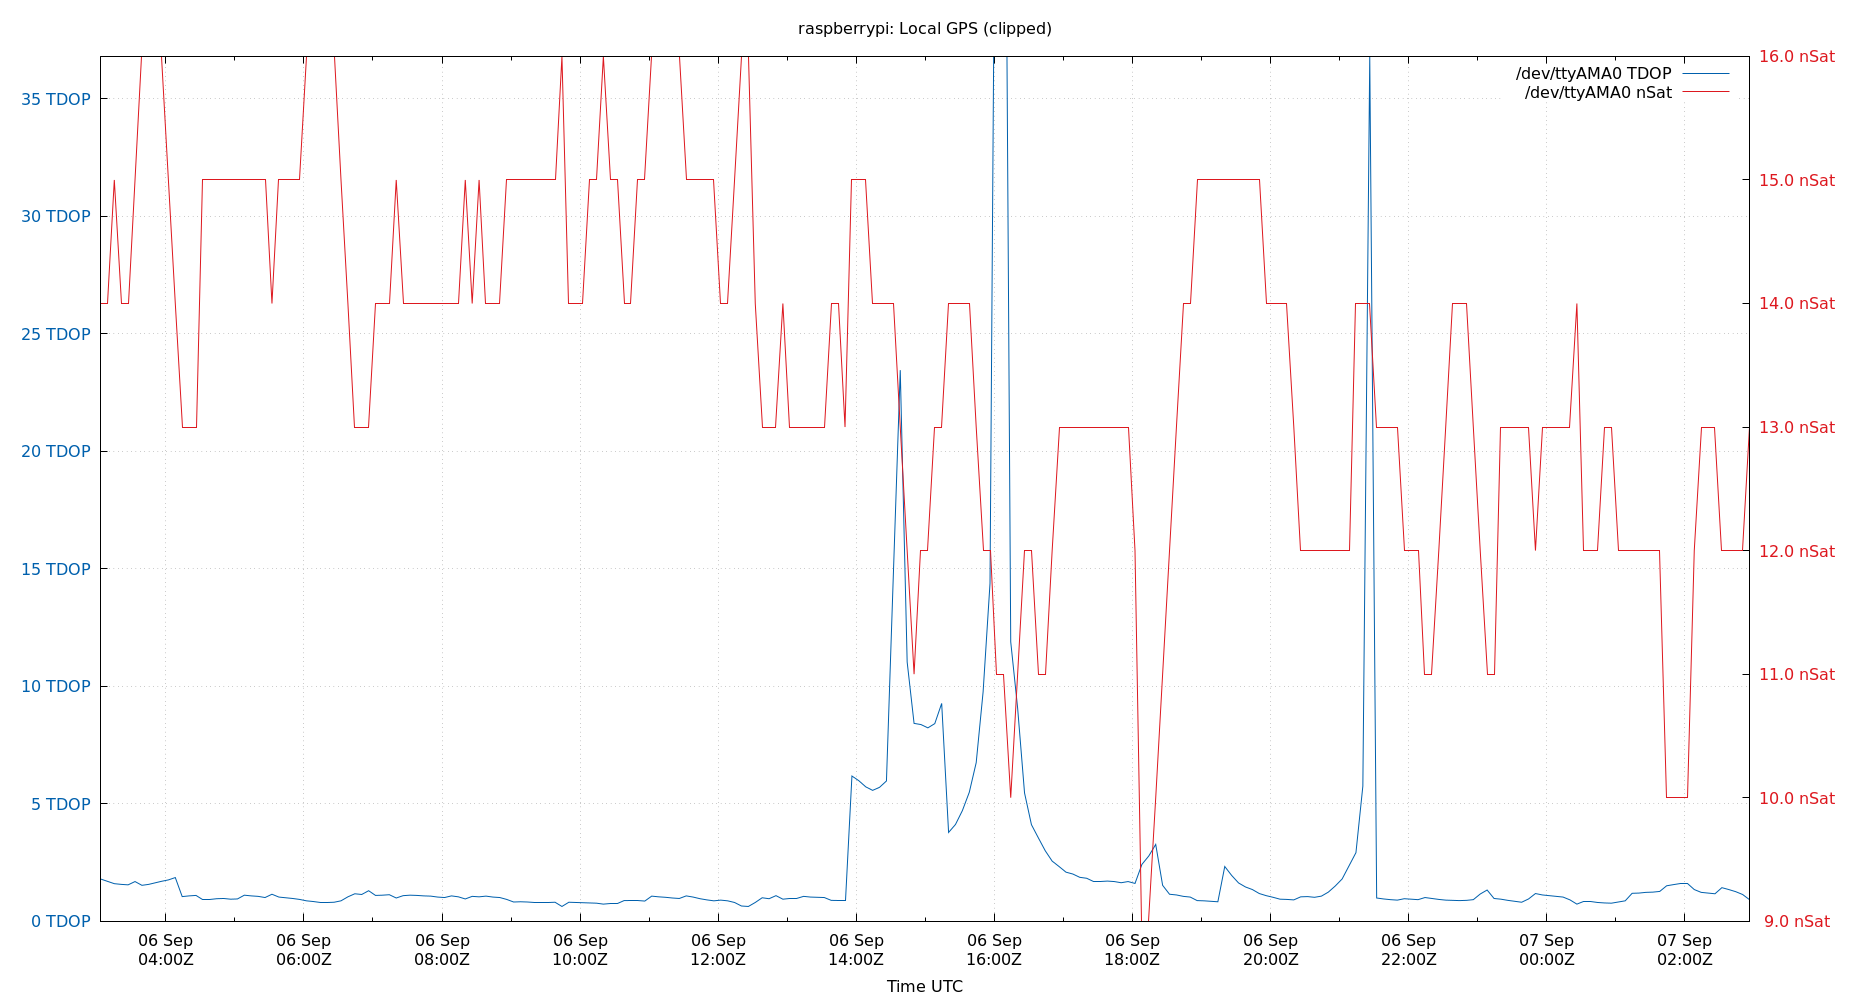 raspberrypi: Local GPS (clipped)
/dev/ttyAMA0 TDOP
/dev/ttyAMA0 nSat
35 TDOP
30 TDOP
25 TDOP
20 TDOP
15 TDOP
10 TDOP
5 TDOP
0 TDOP
16.0 nSat
15.0 nSat
14.0 nSat
13.0 nSat
12.0 nSat
11.0 nSat
10.0 nSat
9.0 nSat
06 Sep
04:00Z
06 Sep
06:00Z
06 Sep
08:00Z
06 Sep
10:00Z
06 Sep
12:00Z
06 Sep
14:00Z
06 Sep
16:00Z
06 Sep
18:00Z
06 Sep
20:00Z
06 Sep
22:00Z
07 Sep
00:00Z
07 Sep
02:00Z
Time UTC